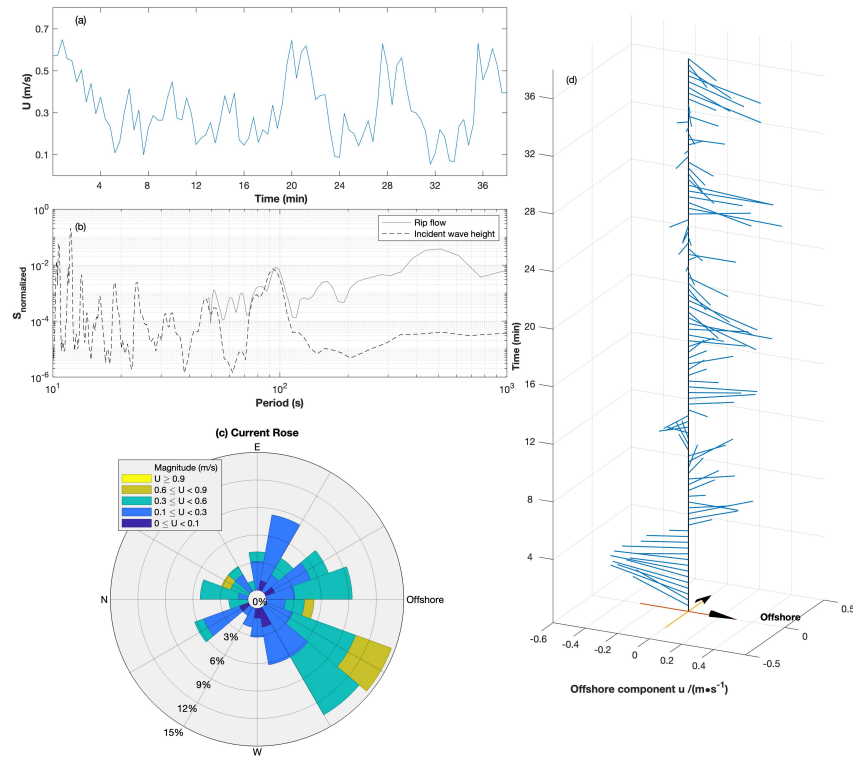 (a)
0.7
0.5
0.3
0.1
U (m/s)
4 8 12 16 20 24 28 32 36
Time (min)
(b)
10^0
10^-2
10^-4
10^-6
S_normalized
Rip flow
Incident wave height
10^1 10^2 10^3
Period (s)
(c) Current Rose
E
Magnitude (m/s)
U ≥ 0.9
0.6 ≤ U < 0.9
0.3 ≤ U < 0.6
0.1 ≤ U < 0.3
0 ≤ U < 0.1
N
0%
Offshore
3%
6%
9%
12%
15%
W
(d)
36
32
28
24
20
16
12
8
4
Time (min)
Offshore
0.5
0
-0.5
-0.6 -0.4 -0.2 0 0.2 0.4
Offshore component u /(m•s^-1)